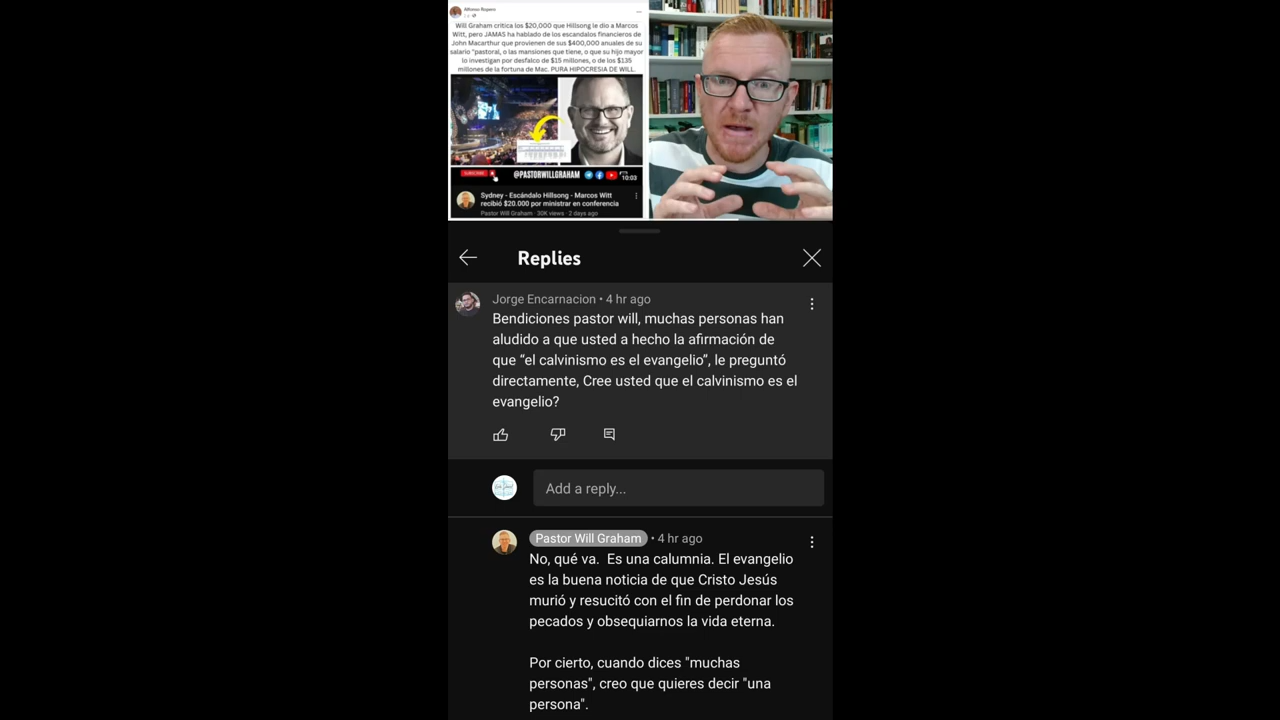 Alfonso Ropero
Will Graham critica los $20,000 que Hillsong le dio a Marcos
Witt, pero JAMAS ha hablado de los escandalos financieros de
John Macarthur que provienen de sus $400,000 anuales de su
salario "pastoral, o las mansiones que tiene, o que su hijo mayor
lo investigan por desfalco de $15 millones, o de los $135
millones de la fortuna de Mac. PURA HIPOCRESIA DE WILL.
SUBSCRIBE
@PASTORWILLGRAHAM
10:03
Sydney - Escándalo Hillsong - Marcos Witt
recibió $20.000 por ministrar en conferencia
Pastor Will Graham · 30K views · 2 days ago
Replies
Jorge Encarnacion • 4 hr ago
Bendiciones pastor will, muchas personas han
aludido a que usted a hecho la afirmación de
que “el calvinismo es el evangelio”, le preguntó
directamente, Cree usted que el calvinismo es el
evangelio?
Add a reply...
Pastor Will Graham • 4 hr ago
No, qué va.  Es una calumnia. El evangelio
es la buena noticia de que Cristo Jesús
murió y resucitó con el fin de perdonar los
pecados y obsequiarnos la vida eterna.
Por cierto, cuando dices "muchas
personas", creo que quieres decir "una
persona".